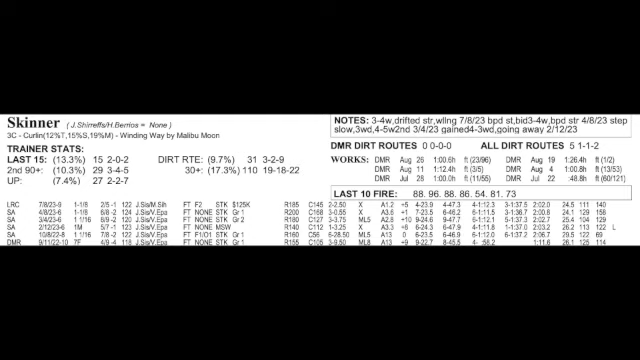 Skinner ( J.Shirreffs/H.Berrios = None )
3C - Curlin(12%T,15%S,19%M) - Winding Way by Malibu Moon
TRAINER STATS:
LAST 15: (13.3%) 15 2-0-2 DIRT RTE: (9.7%) 31 3-2-9
2nd 90+: (10.3%) 29 3-4-5 30+: (17.3%) 110 19-18-22
UP: (7.4%) 27 2-2-7
NOTES: 3-4w,drifted str,wllng 7/8/23 bpd st,bid3-4w,bpd str 4/8/23 step
slow,3wd,4-5w2nd 3/4/23 gained4-3wd,going away 2/12/23
DMR DIRT ROUTES 0 0-0-0 ALL DIRT ROUTES 5 1-1-2
WORKS: DMR Aug 26 1:00.6h ft (23/96) DMR Aug 19 1:26.4h ft (1/2)
DMR Aug 11 1:12.4h ft (3/14) DMR Aug 4 1:00.8h ft (13/53)
DMR Jul 28 1:00.0h ft (11/55) DMR Jul 22 :48.8h ft (60/121)
LAST 10 FIRE: 88. 96. 88. 86. 54. 81. 73
LRC 7/8/23-9 1-1/8 2/5 -1 122 J.Sis/M.Sih FT F2 STK $125K R185 C145 2-2.50 X A1.2 +5 4-23.9 4-47.3 4-1:12.3 3-1:37.5 2:02.0 24.5 111 140
SA 4/8/23-6 1-1/8 6/8 -2 124 J.Sis/V.Epa FT NONE STK Gr 1 R200 C168 3-0.55 X A3.6 +1 7-23.5 6-46.2 6-1:11.5 3-1:36.7 2:00.8 24.1 129 158
SA 3/4/23-6 1 1/16 8/9 -2 120 J.Sis/V.Epa FT NONE STK Gr 2 R180 C127 3-3.75 ML5 A2.8 +10 9-24.6 9-47.1 6-1:12.1 3-1:37.3 2:02.7 25.4 104 129
SA 2/12/23-6 1M 5/7 -1 123 J.Sis/V.Epa FT NONE MSW R140 C112 1-3.25 X A3.3 +8 6-24.3 6-47.9 4-1:11.8 1-1:37.0 2:03.2 26.2 113 122 L
SA 10/8/22-8 1 1/16 7/8 -2 122 J.Sis/V.Epa FT F1/O1 STK Gr 1 R160 C56 6-28.50 ML5 A13 0 6-23.5 6-46.9 6-1:12.0 6-1:37.2 2:06.7 29.5 122 69
DMR 9/11/22-10 7F 4/9 -4 118 J.Sis/V.Epa FT NONE STK Gr 1 R155 C105 3-9.50 ML8 A13 +9 9-22.7 8-45.5 4- :58.2 1:11.6 26.1 125 114